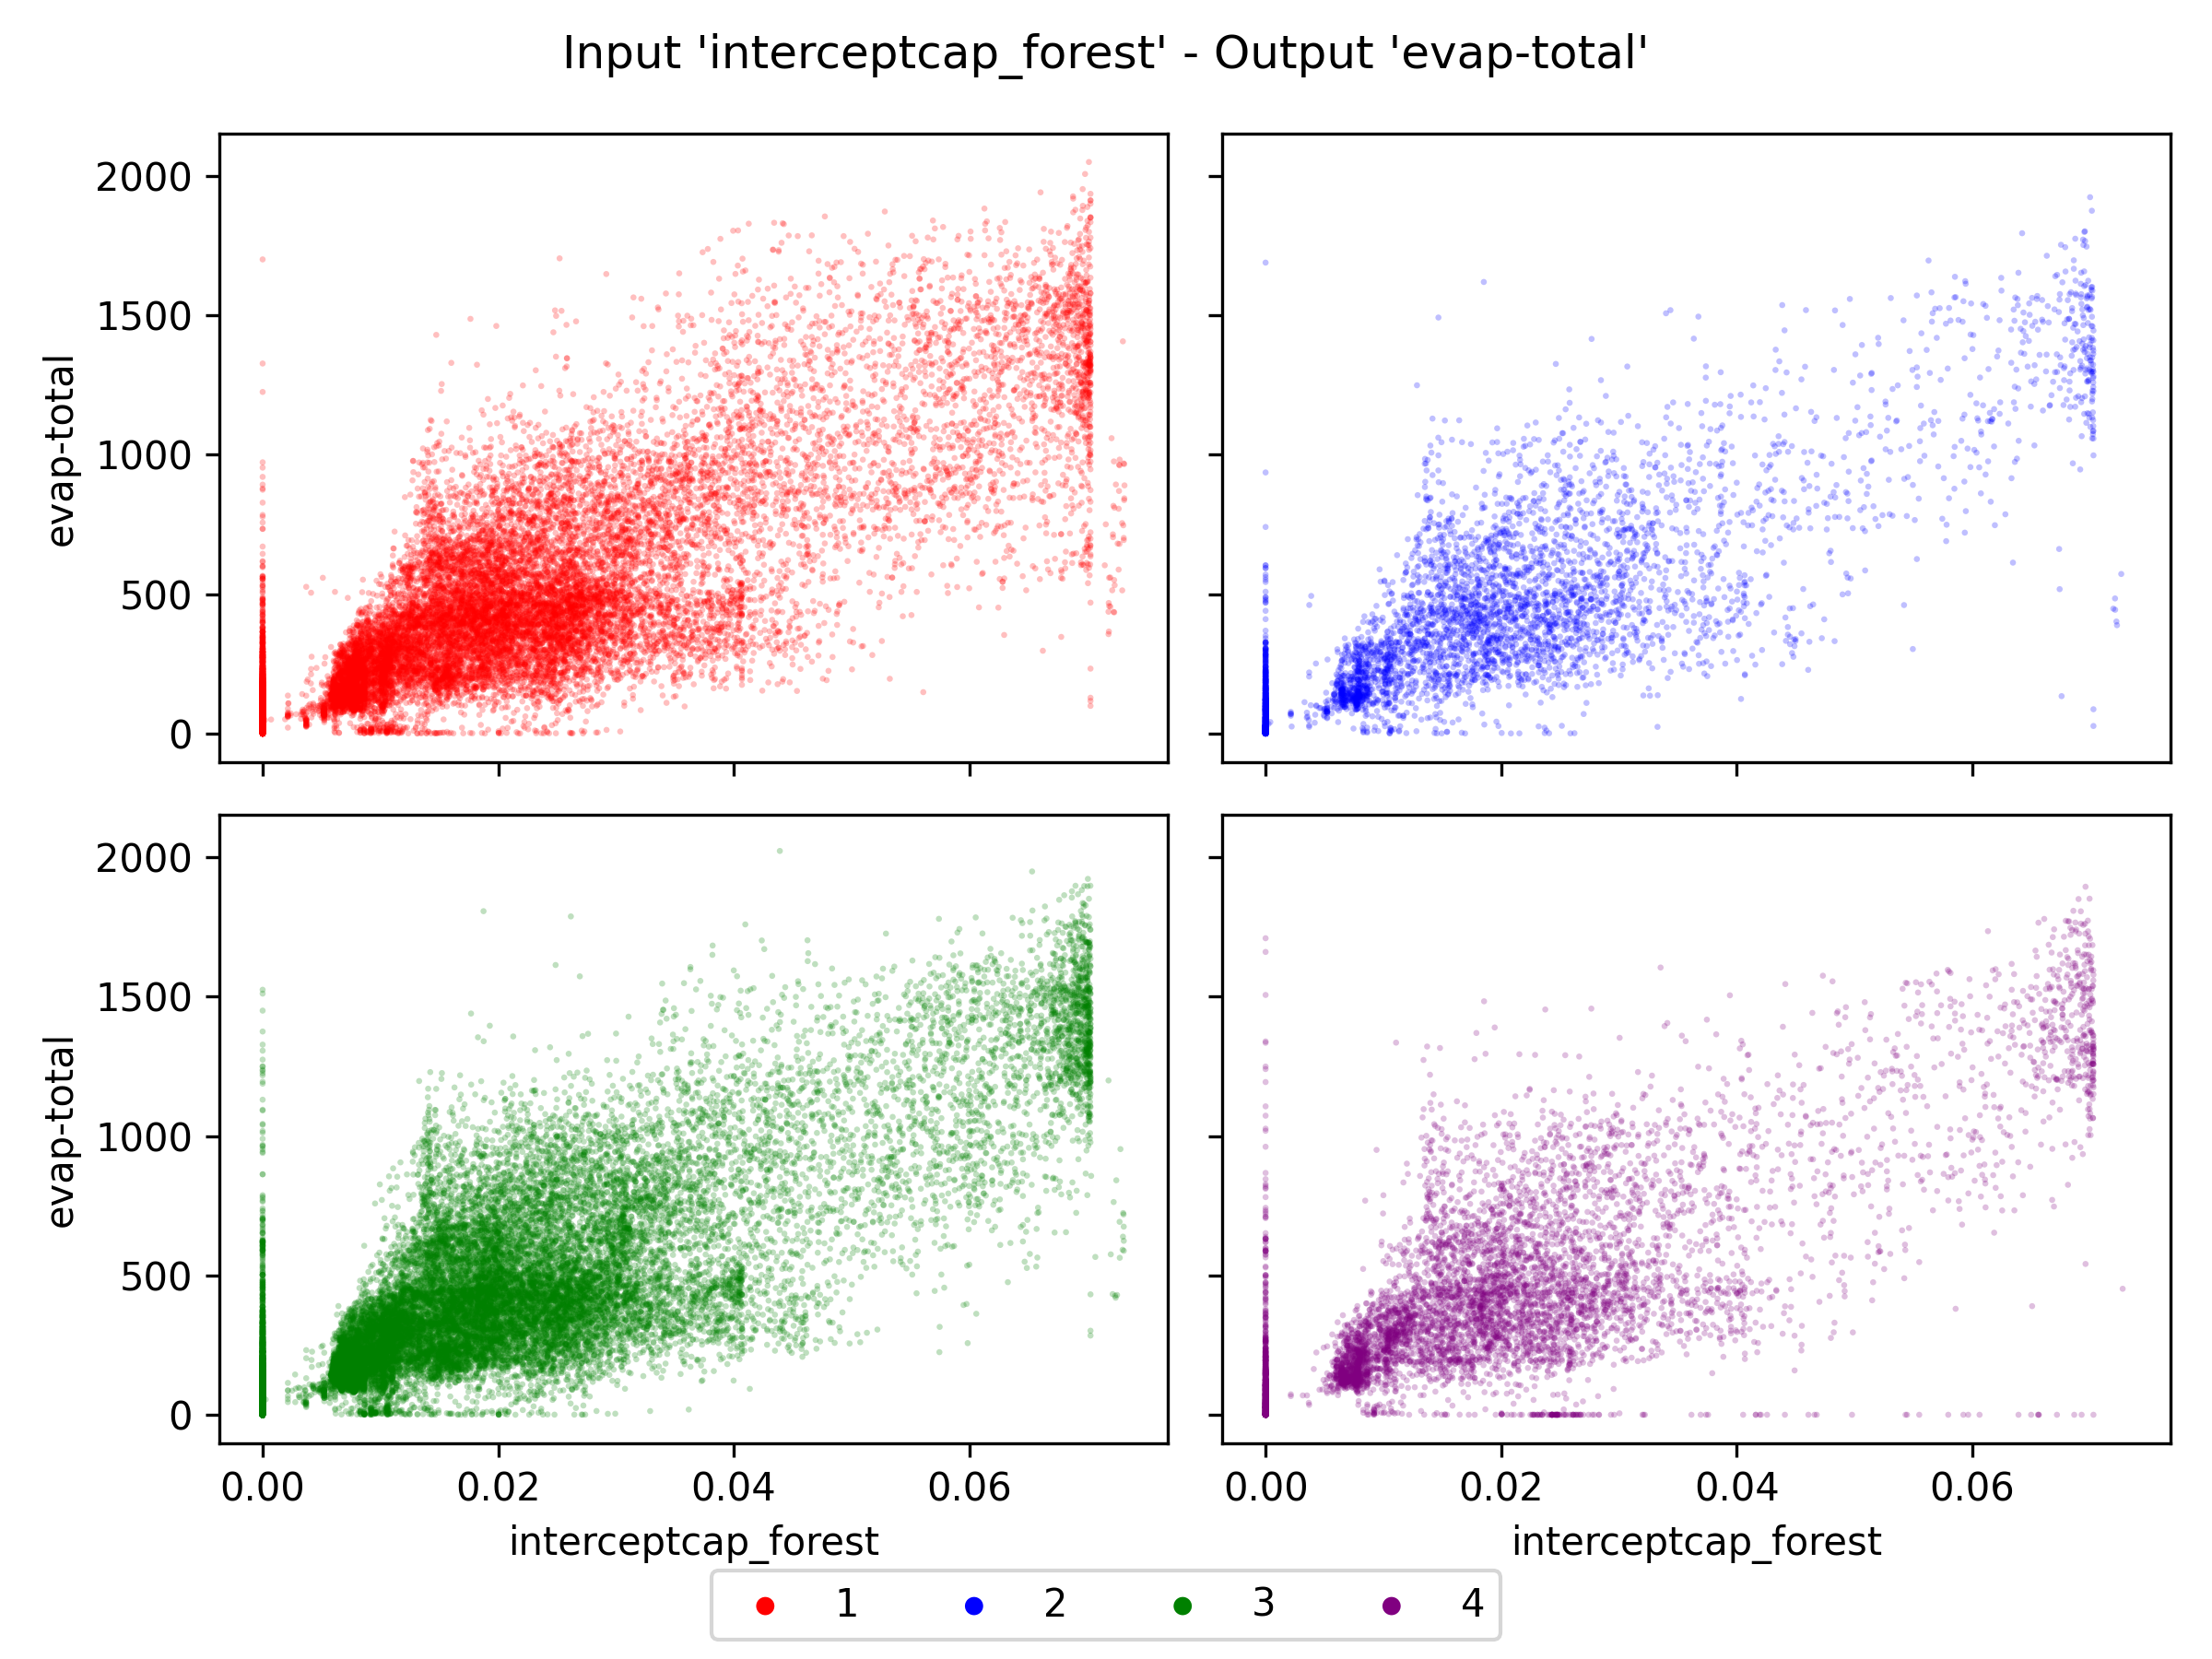 Input 'interceptcap_forest' - Output 'evap-total'
evap-total
2000
1500
1000
500
0
evap-total
2000
1500
1000
500
0
0.00 0.02 0.04 0.06
0.00 0.02 0.04 0.06
interceptcap_forest
interceptcap_forest
1 2 3 4